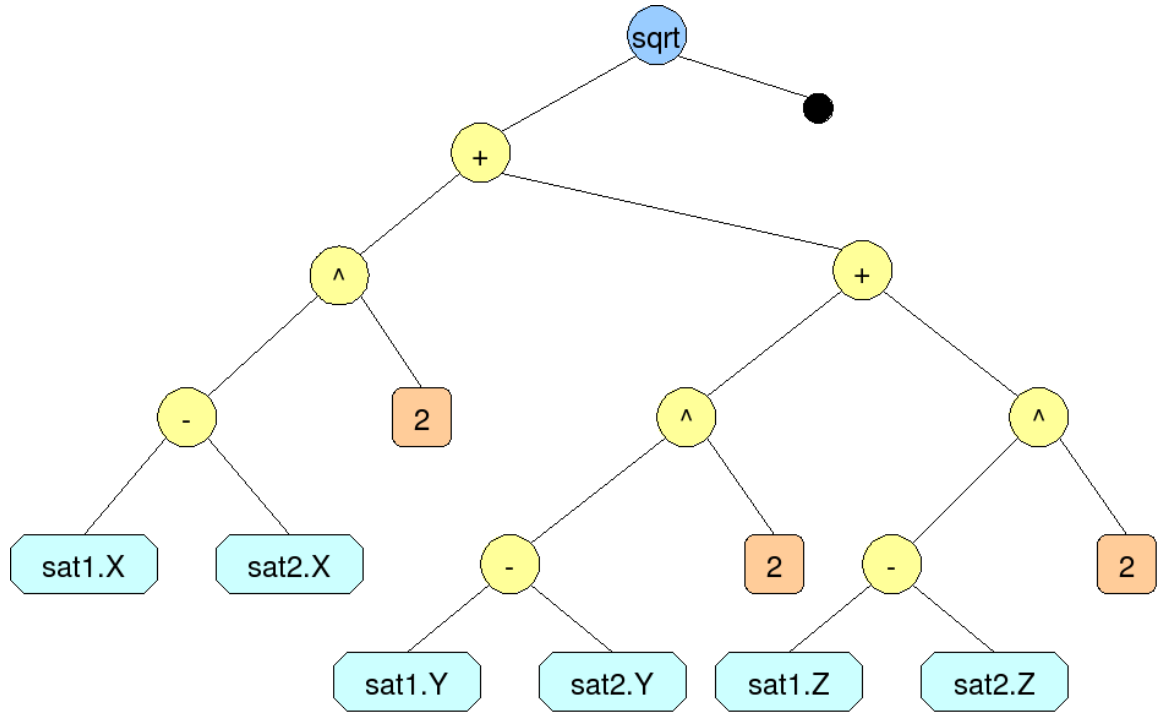 sqrt
+
^
+
-
2
^
^
sat1.X
sat2.X
-
2
-
2
sat1.Y
sat2.Y
sat1.Z
sat2.Z